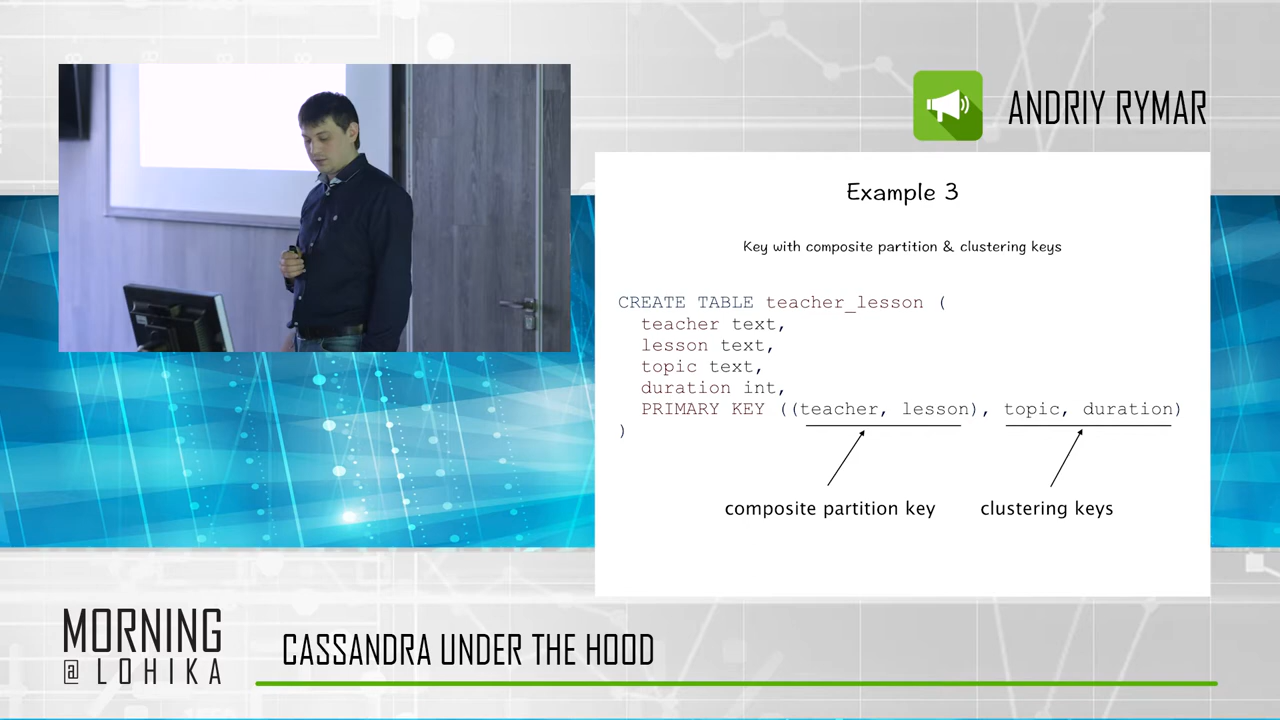 ANDRIY RYMAR
Example 3
Key with composite partition & clustering keys
CREATE TABLE teacher_lesson (
teacher text,
lesson text,
topic text,
duration int,
PRIMARY KEY ((teacher, lesson), topic, duration)
)
composite partition key
clustering keys
MORNING
@ LOHIKA
CASSANDRA UNDER THE HOOD